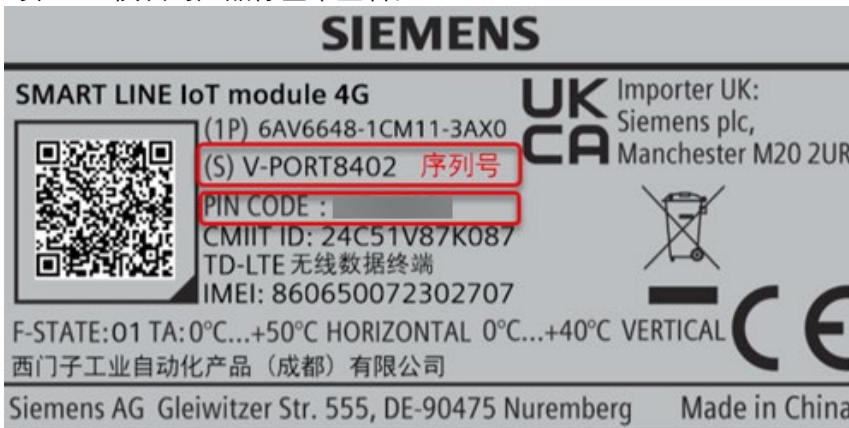 SIEMENS
SMART LINE IoT module 4G
(1P) 6AV6648-1CM11-3AX0
(S) V-PORT8402 序列号
PIN CODE :
CMIIT ID: 24C51V87K087
TD-LTE 无线数据终端
IMEI: 860650072302707
UK
CA
Importer UK:
Siemens plc,
Manchester M20 2UR
F-STATE:01 TA: 0°C...+50°C HORIZONTAL 0°C...+40°C VERTICAL
CE
西门子工业自动化产品（成都）有限公司
Siemens AG Gleiwitzer Str. 555, DE-90475 Nuremberg Made in China